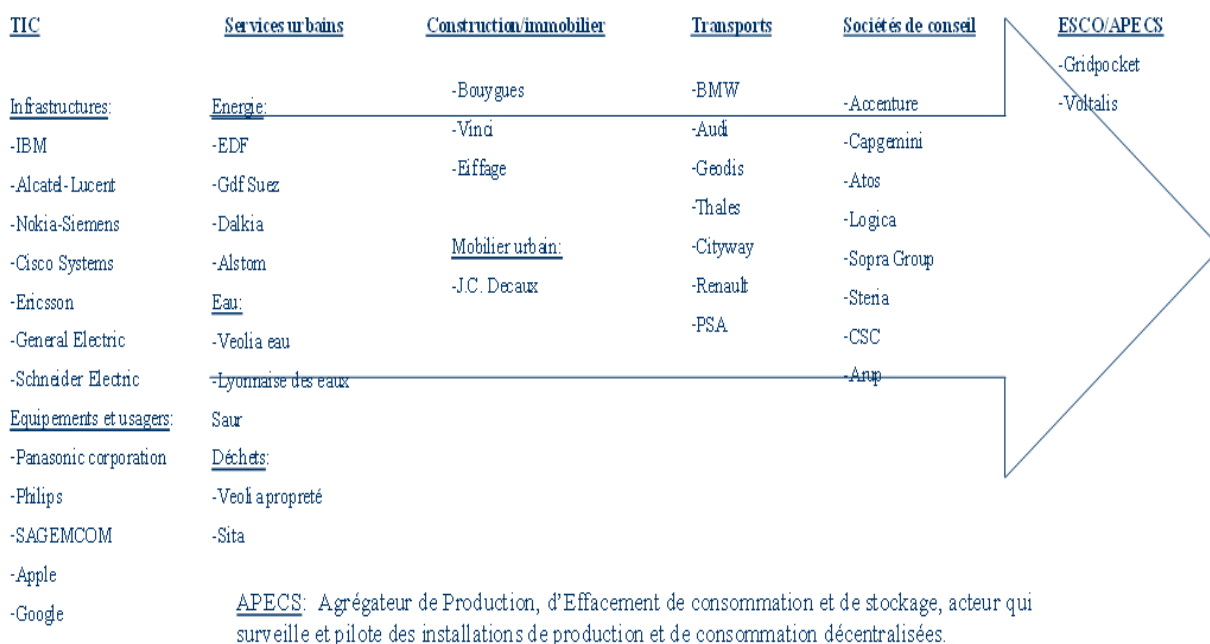 TIC
Infrastructures:
-IBM
-Alcatel-Lucent
-Nokia-Siemens
-Cisco Systems
-Ericsson
-General Electric
-Schneider Electric
Equipements et usagers:
-Panasonic corporation
-Philips
-SAGEMCOM
-Apple
-Google
Services urbains
Energie:
-EDF
-Gdf Suez
-Dalkia
-Alstom
Eau:
-Veolia eau
-Lyonnaise des eaux
Saur
Déchets:
-Veolia propreté
-Sita
Construction/immobilier
-Bouygues
-Vinci
-Eiffage
Mobilier urbain:
-J.C. Decaux
Transports
-BMW
-Audi
-Geodis
-Thales
-Cityway
-Renault
-PSA
Sociétés de conseil
-Accenture
-Capgemini
-Atos
-Logica
-Sopra Group
-Steria
-CSC
-Arup
ESCO/APECS
-Gridpocket
-Voltalis
APECS: Agrégateur de Production, d'Effacement de consommation et de stockage, acteur qui
surveille et pilote des installations de production et de consommation décentralisées.